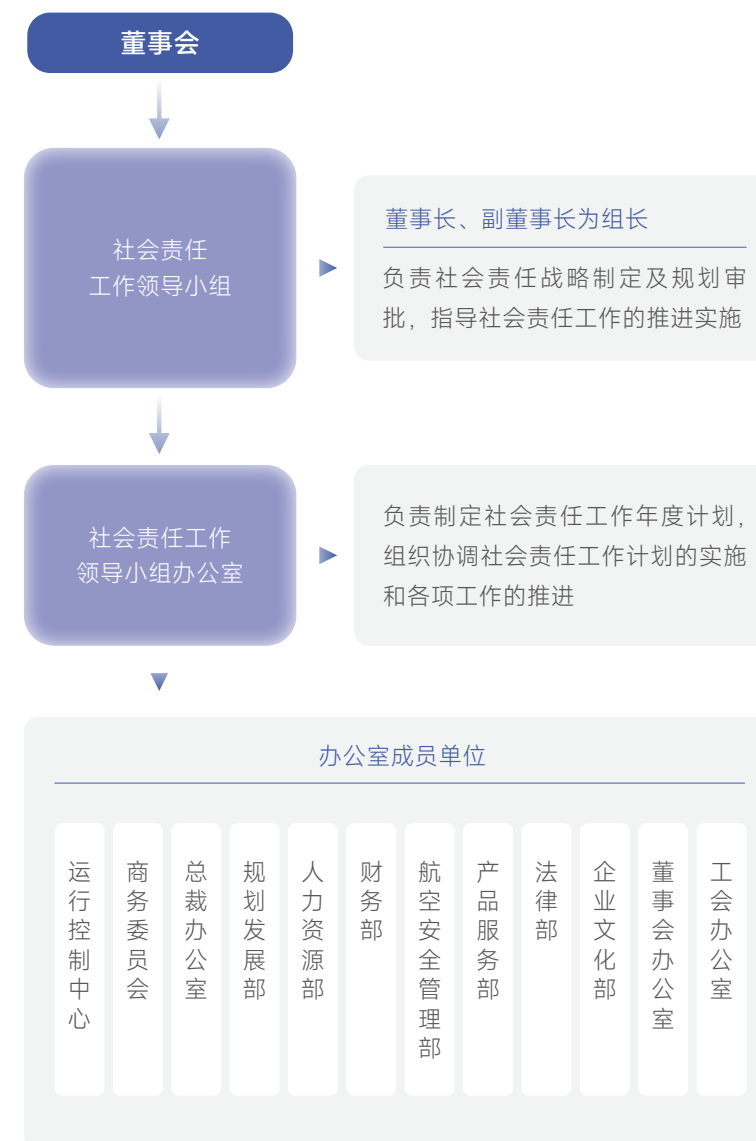 董事会
社会责任
工作领导小组
董事长、副董事长为组长
负责社会责任战略制定及规划审
批，指导社会责任工作的推进实施
社会责任工作
领导小组办公室
负责制定社会责任工作年度计划，
组织协调社会责任工作计划的实施
和各项工作的推进
办公室成员单位
运行控制中心
商务委员会
总裁办公室
规划发展部
人力资源部
财务部
航空安全管理部
产品服务部
法律部
企业文化部
董事会办公室
工会办公室